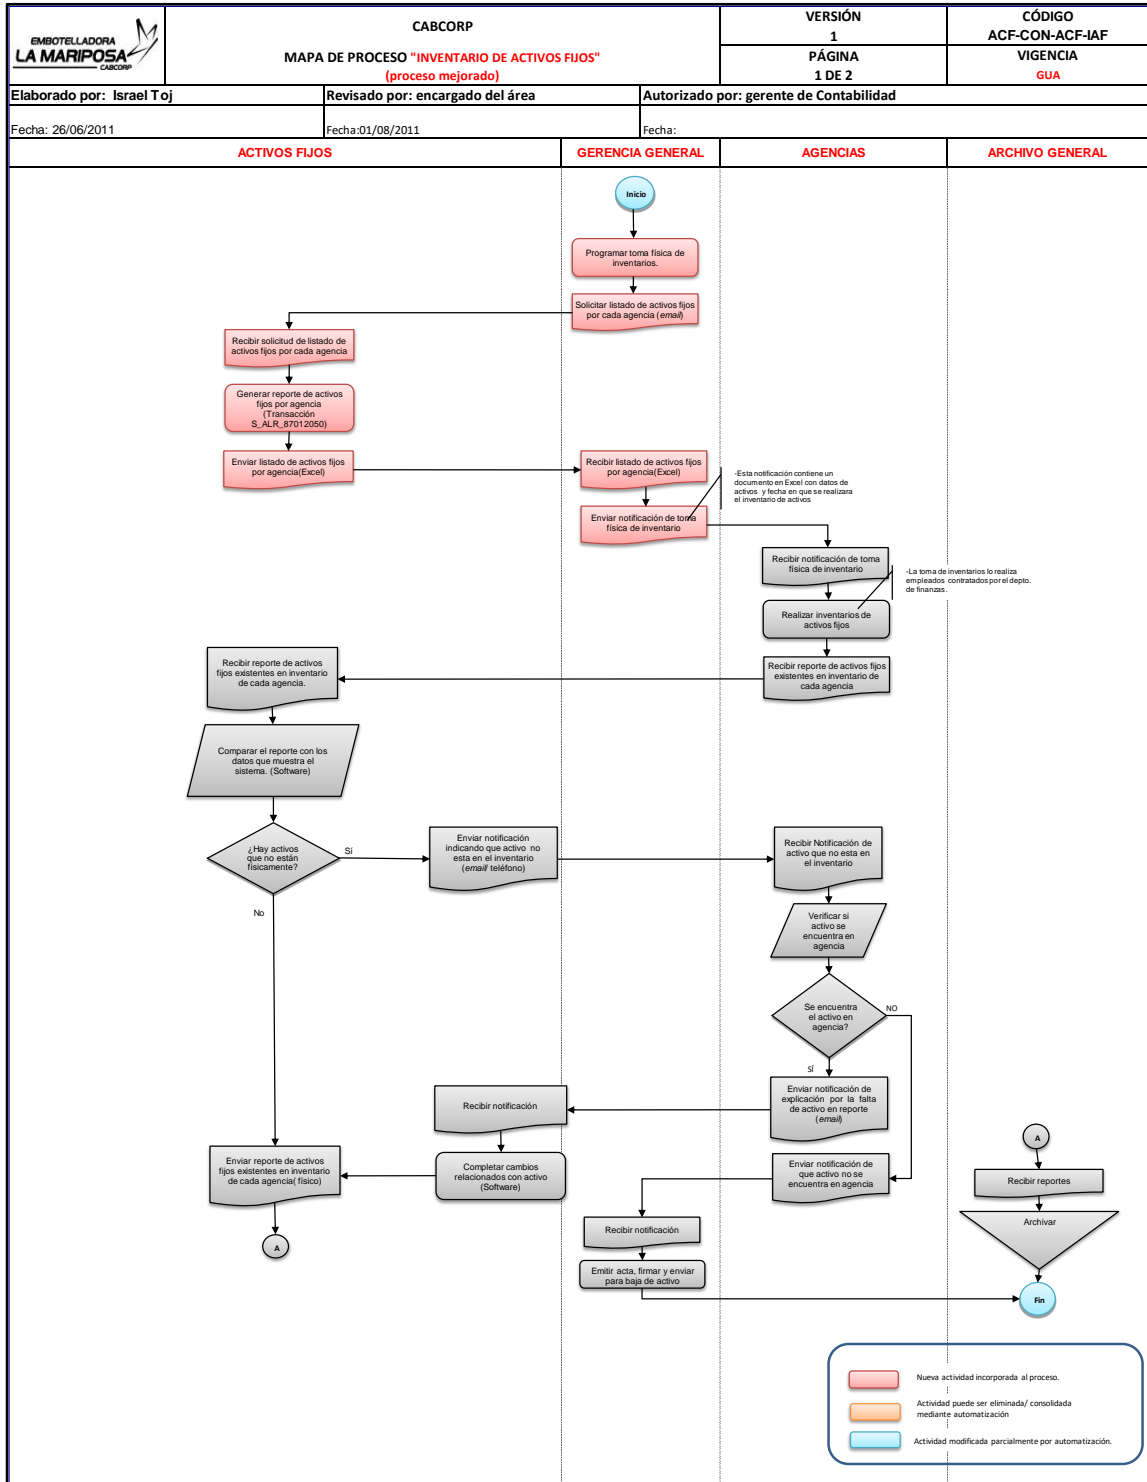 EMBOTELLADORA
LA MARIPOSA
CABCORP
CABCORP
MAPA DE PROCESO "INVENTARIO DE ACTIVOS FIJOS"
(proceso mejorado)
VERSIÓN
1
PÁGINA
1 DE 2
CÓDIGO
ACF-CON-ACF-IAF
VIGENCIA
GUA
Elaborado por: Israel Toj
Revisado por: encargado del área
Autorizado por: gerente de Contabilidad
Fecha: 26/06/2011
Fecha:01/08/2011
Fecha:
ACTIVOS FIJOS
GERENCIA GENERAL
AGENCIAS
ARCHIVO GENERAL
Inicio
Programar toma física de
inventarios.
Solicitar listado de activos fijos
por cada agencia (email)
Recibir solicitud de listado de
activos fijos por cada agencia
Generar reporte de activos
fijos por agencia
(Transacción
S_ALR_87012050)
Enviar listado de activos fijos
por agencia(Excel)
Recibir listado de activos fijos
por agencia(Excel)
-Esta notificación contiene un
documento en Excel con datos de
activos y fecha en que se realizara
el inventario de activos
Enviar notificación de toma
física de inventario
Recibir notificación de toma
física de inventario
-La toma de inventarios lo realiza
empleados contratados por el depto.
de finanzas.
Realizar inventarios de
activos fijos
Recibir reporte de activos fijos
existentes en inventario de
cada agencia
Recibir reporte de activos
fijos existentes en inventario
de cada agencia.
Comparar el reporte con los
datos que muestra el
sistema. (Software)
¿Hay activos
que no están
físicamente?
Sí
No
Enviar notificación
indicando que activo no
esta en el inventario
(email/ teléfono)
Recibir Notificación de
activo que no esta en
el inventario
Verificar si
activo se
encuentra en
agencia
Se encuentra
el activo en
agencia?
NO
SÍ
Enviar notificación de
explicación por la falta
de activo en reporte
(email)
Recibir notificación
Completar cambios
relacionados con activo
(Software)
Enviar reporte de activos
fijos existentes en inventario
de cada agencia( físico)
A
Enviar notificación de
que activo no se
encuentra en agencia
Recibir notificación
Emitir acta, firmar y enviar
para baja de activo
A
Recibir reportes
Archivar
Fin
Nueva actividad incorporada al proceso.
Actividad puede ser eliminada/ consolidada
mediante automatización
Actividad modificada parcialmente por automatización.